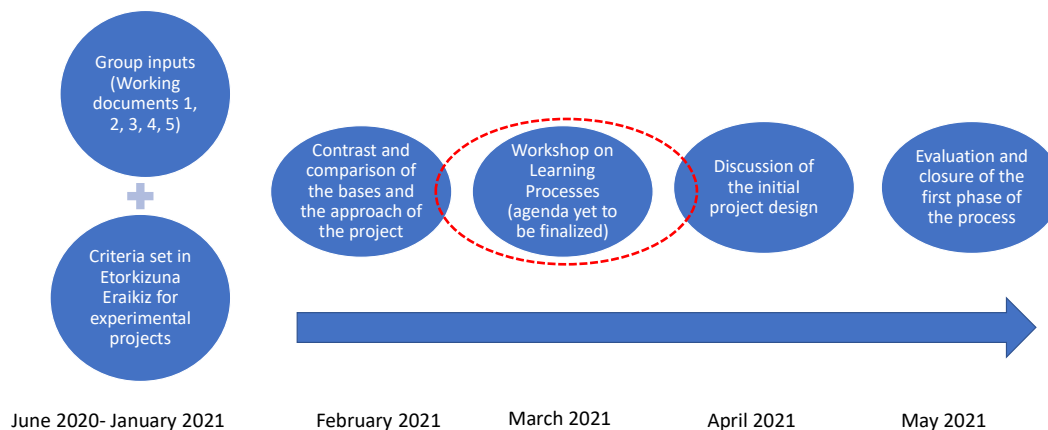 Group inputs
(Working
documents 1,
2, 3, 4, 5)
Criteria set in
Etorkizuna
Eraikiz for
experimental
projects
Contrast and
comparison of
the bases and
the approach of
the project
Workshop on
Learning
Processes
(agenda yet to
be finalized)
Discussion of
the initial
project design
Evaluation and
closure of the
first phase of
the process
June 2020- January 2021
February 2021
March 2021
April 2021
May 2021